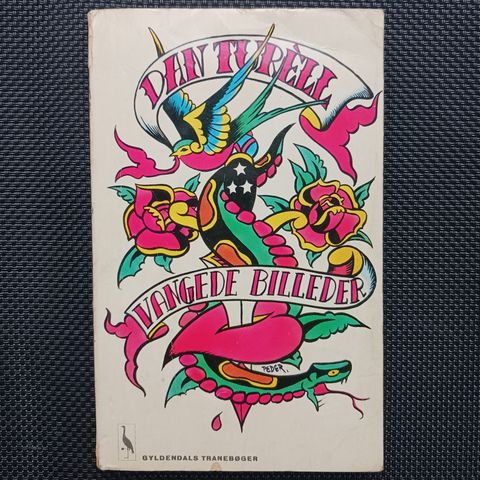 DAN TURÈLL
VANGEDE BILLEDER
PEDER.
GYLDENDALS TRANEBØGER